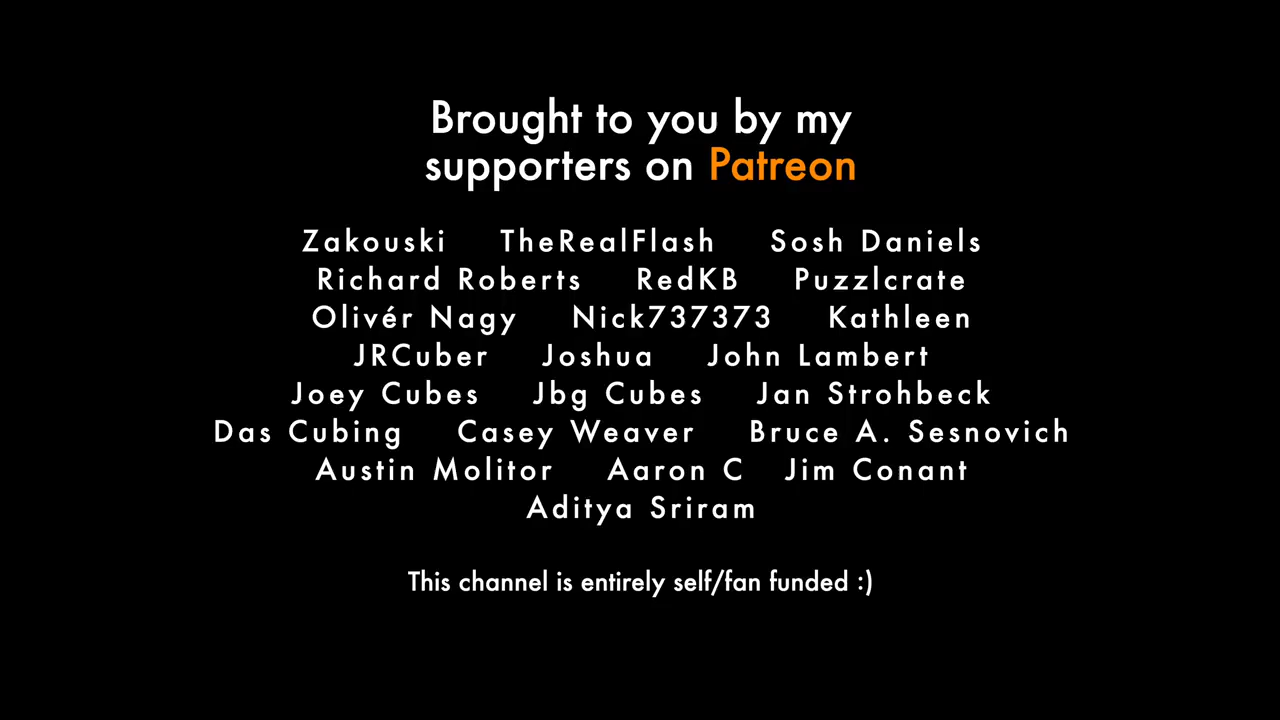 Brought to you by my
supporters on Patreon
Zakouski TheRealFlash Sosh Daniels
Richard Roberts RedKB Puzzlcrate
Olivér Nagy Nick737373 Kathleen
JRCuber Joshua John Lambert
Joey Cubes Jbg Cubes Jan Strohbeck
Das Cubing Casey Weaver Bruce A. Sesnovich
Austin Molitor Aaron C Jim Conant
Aditya Sriram
This channel is entirely self/fan funded :)